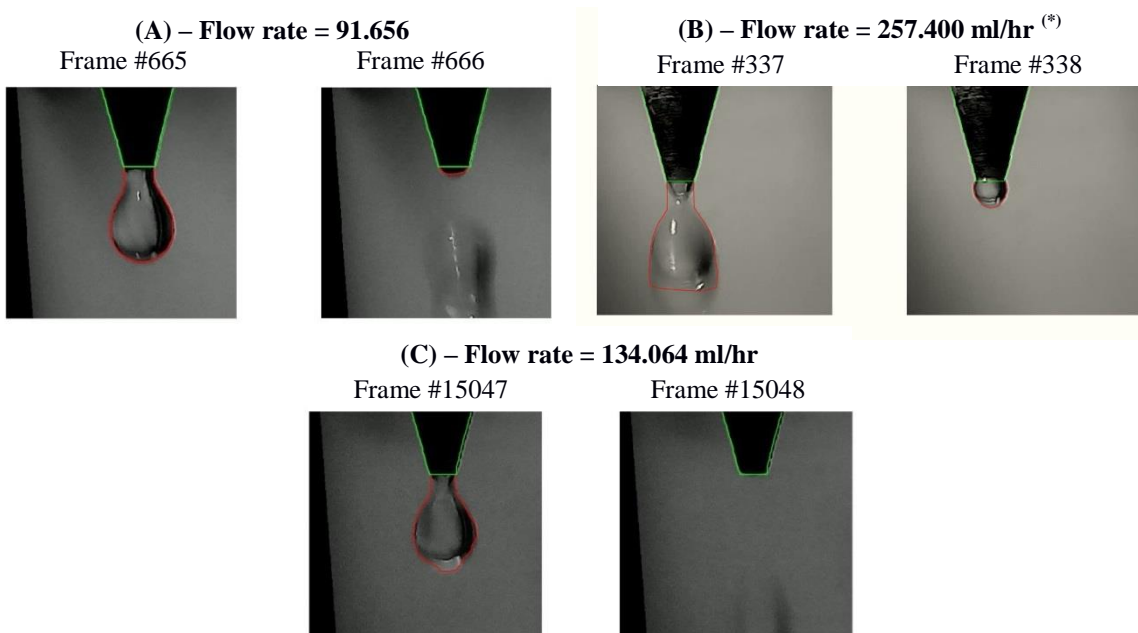 (A) – Flow rate = 91.656
Frame #665 Frame #666
(B) – Flow rate = 257.400 ml/hr (*)
Frame #337 Frame #338
(C) – Flow rate = 134.064 ml/hr
Frame #15047 Frame #15048